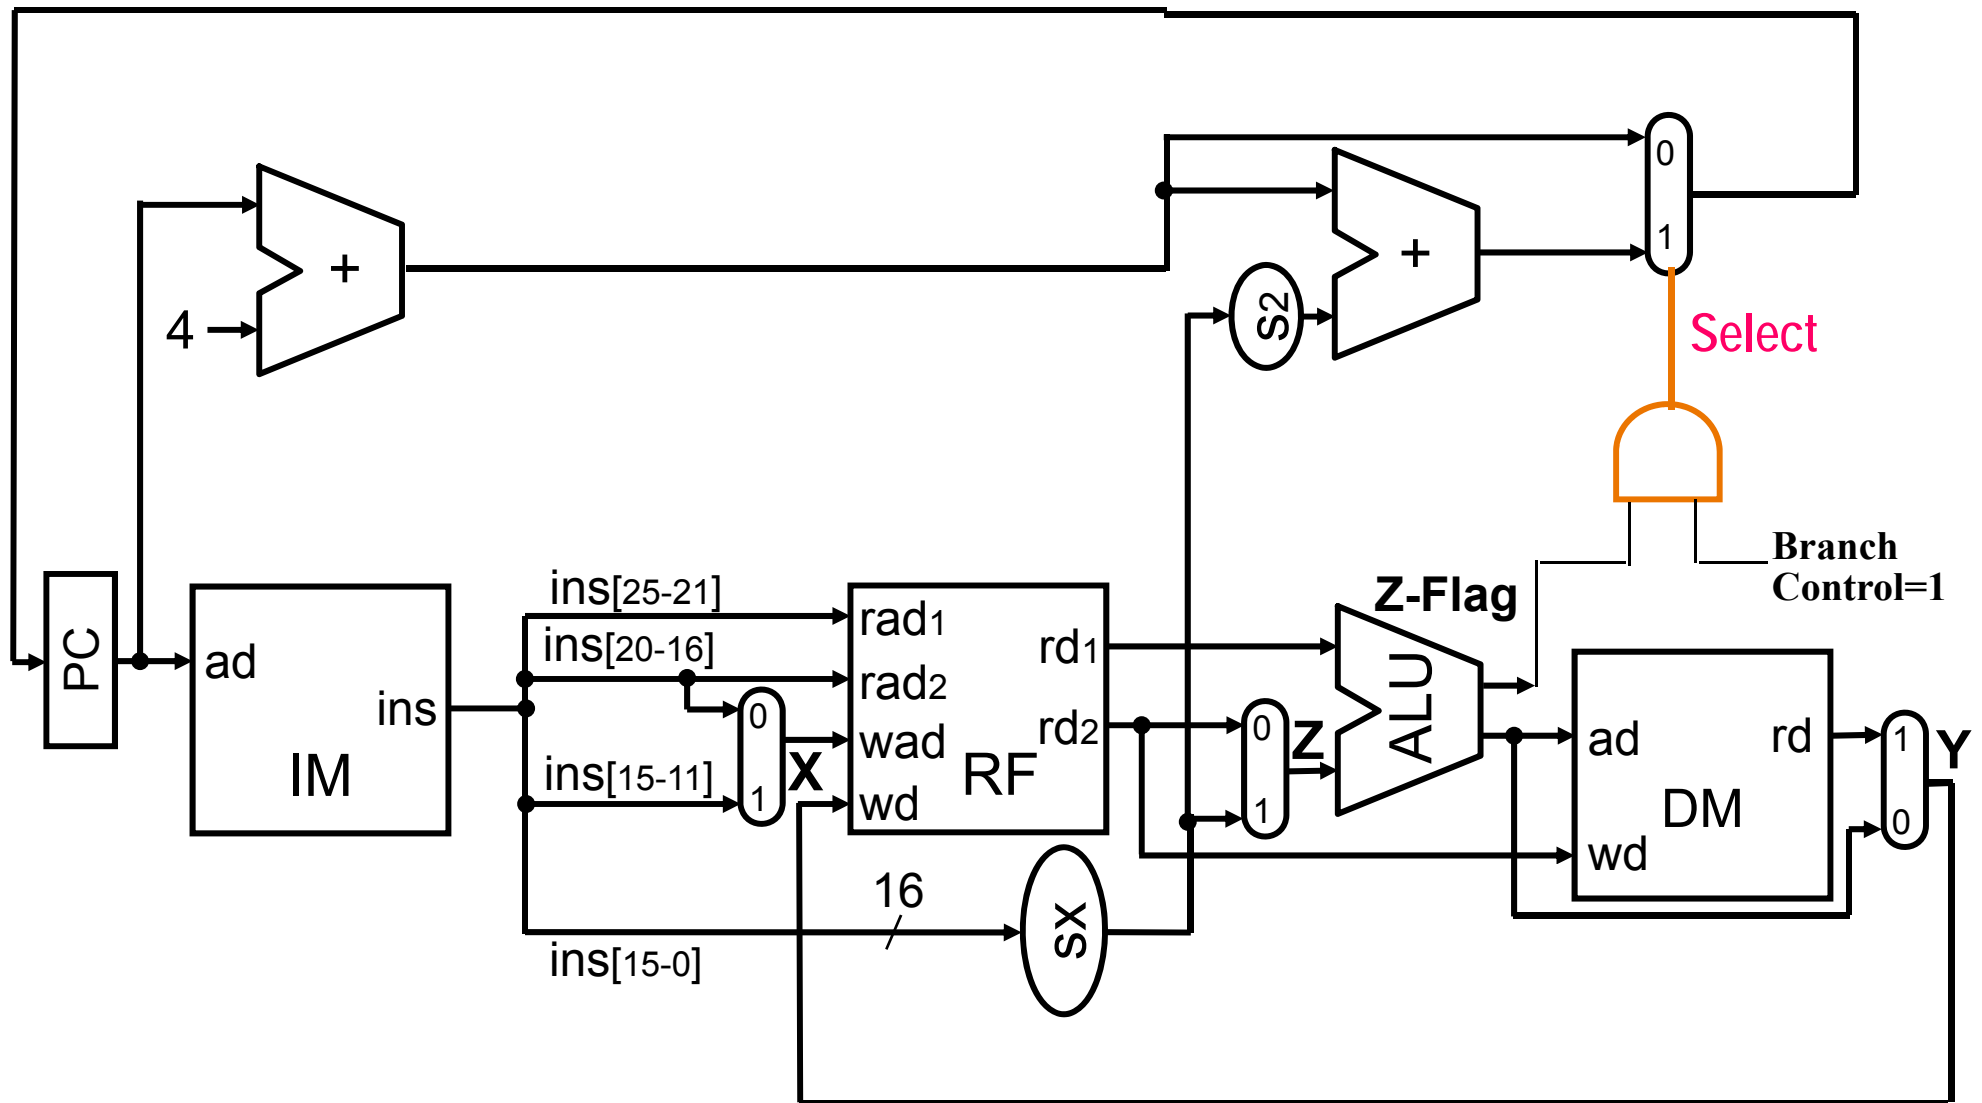 0
+
1
+
4
s2
Select
Branch
Control=1
ins[25-21]
Z-Flag
rad1
PC
ad
ins[20-16]
rd1
rad2
ALU
ins
0
rd2
0
Z
ad
rd
1
Y
wad
X
IM
RF
ins[15-11]
1
wd
1
DM
0
wd
16
sx
ins[15-0]